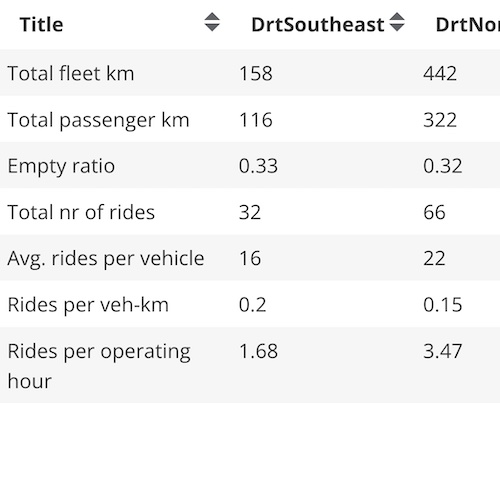 Title DrtSoutheast DrtNo
Total fleet km 158 442
Total passenger km 116 322
Empty ratio 0.33 0.32
Total nr of rides 32 66
Avg. rides per vehicle 16 22
Rides per veh-km 0.2 0.15
Rides per operating 1.68 3.47
hour